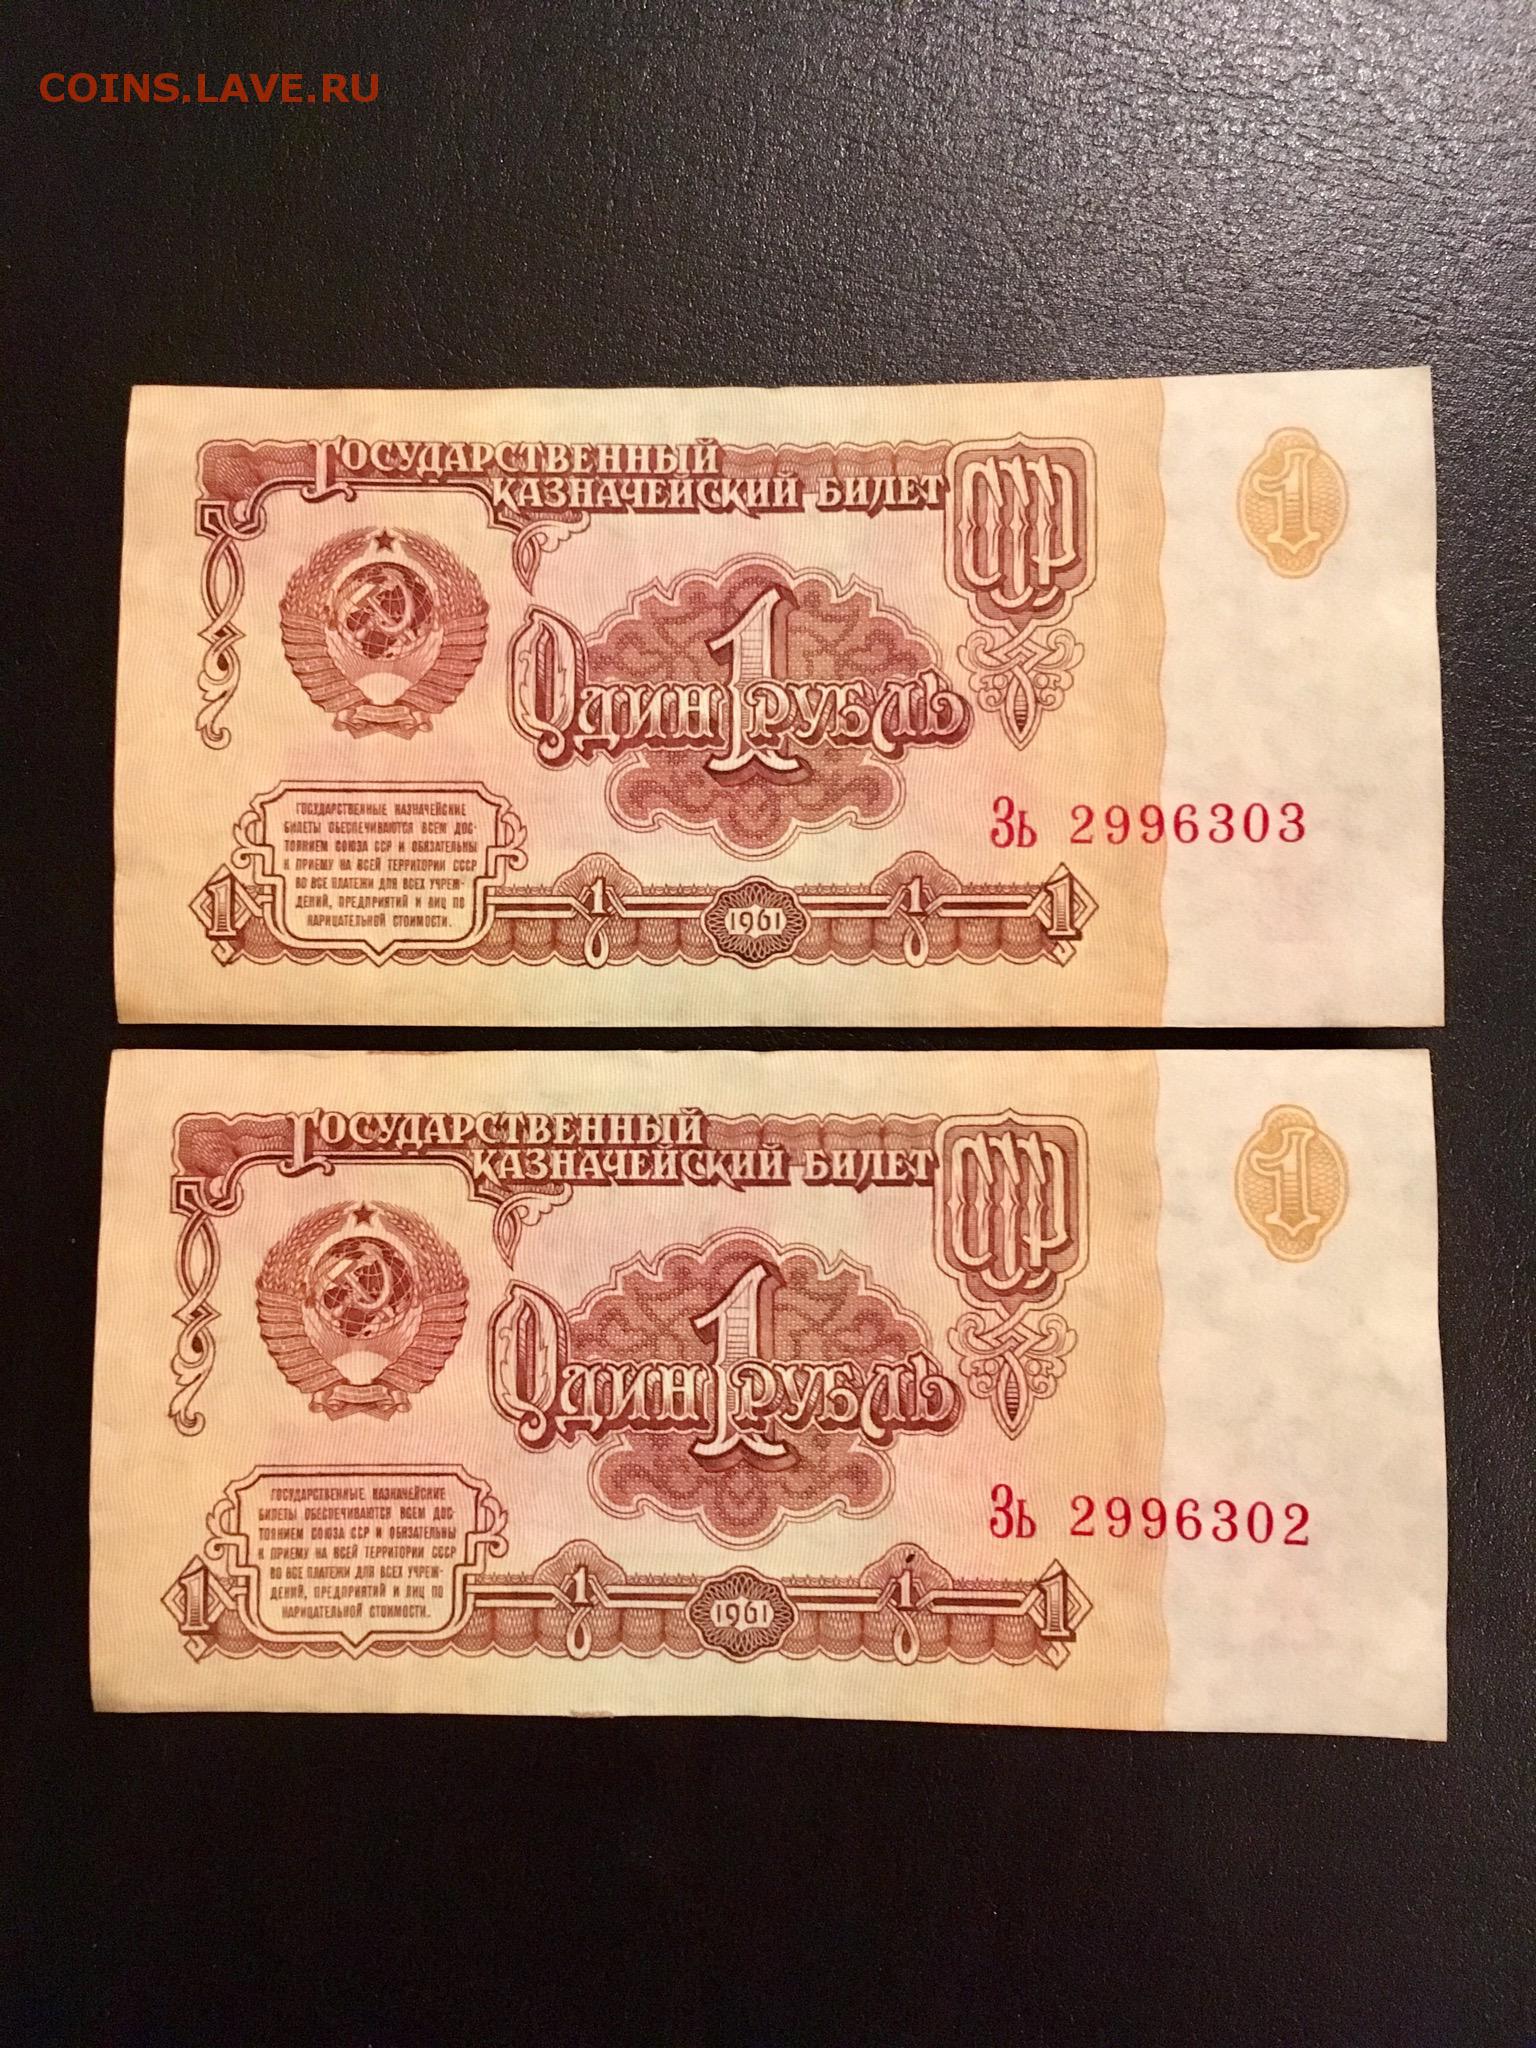 COINS.LAVE.RU
ГОСУДАРСТВЕННЫЙ
КАЗНАЧЕЙСКИЙ БИЛЕТ
СССР
1
ОДИН 1 РУБЛЬ
Зь 2996303
ГОСУДАРСТВЕННЫЕ КАЗНАЧЕЙСКИЕ
БИЛЕТЫ ОБЕСПЕЧИВАЮТСЯ ВСЕМ ДОС-
ТОЯНИЕМ СОЮЗА ССР И ОБЯЗАТЕЛЬНЫ
К ПРИЕМУ НА ВСЕЙ ТЕРРИТОРИИ СССР
ВО ВСЕ ПЛАТЕЖИ ДЛЯ ВСЕХ УЧРЕЖ-
ДЕНИЙ, ПРЕДПРИЯТИЙ И ЛИЦ ПО
НАРИЦАТЕЛЬНОЙ СТОИМОСТИ.
1 1 1961 1 1
ГОСУДАРСТВЕННЫЙ
КАЗНАЧЕЙСКИЙ БИЛЕТ
СССР
1
ОДИН 1 РУБЛЬ
Зь 2996302
ГОСУДАРСТВЕННЫЕ КАЗНАЧЕЙСКИЕ
БИЛЕТЫ ОБЕСПЕЧИВАЮТСЯ ВСЕМ ДОС-
ТОЯНИЕМ СОЮЗА ССР И ОБЯЗАТЕЛЬНЫ
К ПРИЕМУ НА ВСЕЙ ТЕРРИТОРИИ СССР
ВО ВСЕ ПЛАТЕЖИ ДЛЯ ВСЕХ УЧРЕЖ-
ДЕНИЙ, ПРЕДПРИЯТИЙ И ЛИЦ ПО
НАРИЦАТЕЛЬНОЙ СТОИМОСТИ.
1 1 1961 1 1